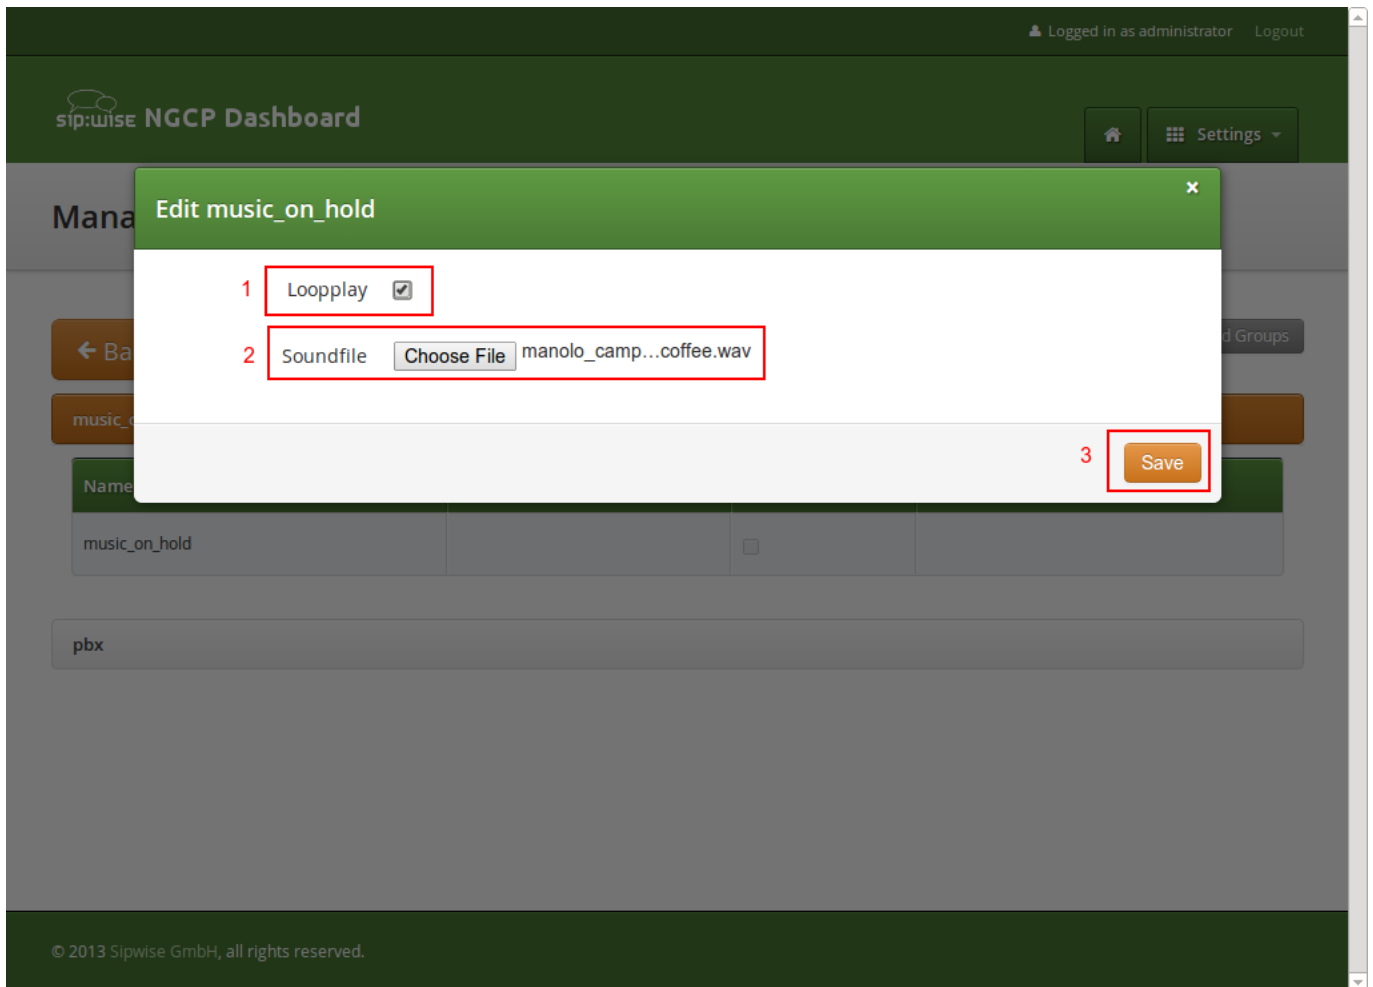 Logged in as administrator Logout
sip:wise NGCP Dashboard
Settings
Mana
Edit music_on_hold
×
1 Loopplay
2 Soundfile Choose File manolo_camp...coffee.wav
Ba
d Groups
music_o
3 Save
Name
music_on_hold
pbx
© 2013 Sipwise GmbH, all rights reserved.